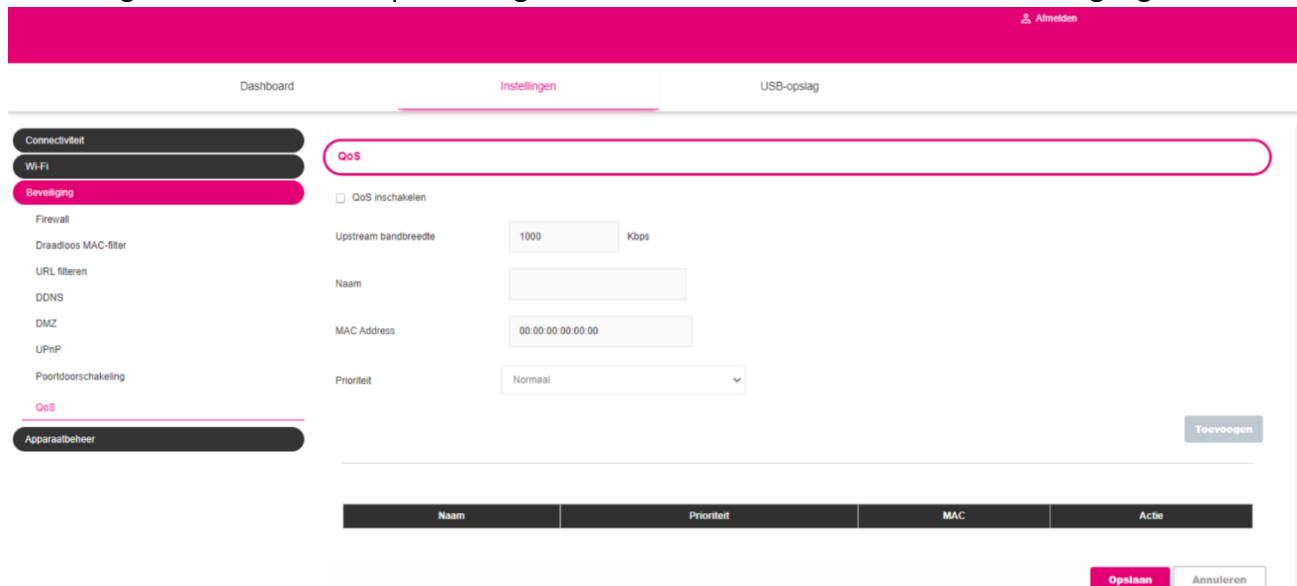 Afmelden
Dashboard Instellingen USB-opslag
Connectiviteit
Wi-Fi
Beveiliging
Firewall
Draadloos MAC-filter
URL filteren
DDNS
DMZ
UPnP
Poortdoorschakeling
QoS
Apparaatbeheer
QoS
QoS inschakelen
Upstream bandbreedte 1000 Kbps
Naam
MAC Address 00:00:00:00:00:00
Prioriteit Normaal
Toevoegen
Naam Prioriteit MAC Actie
Opslaan Annuleren